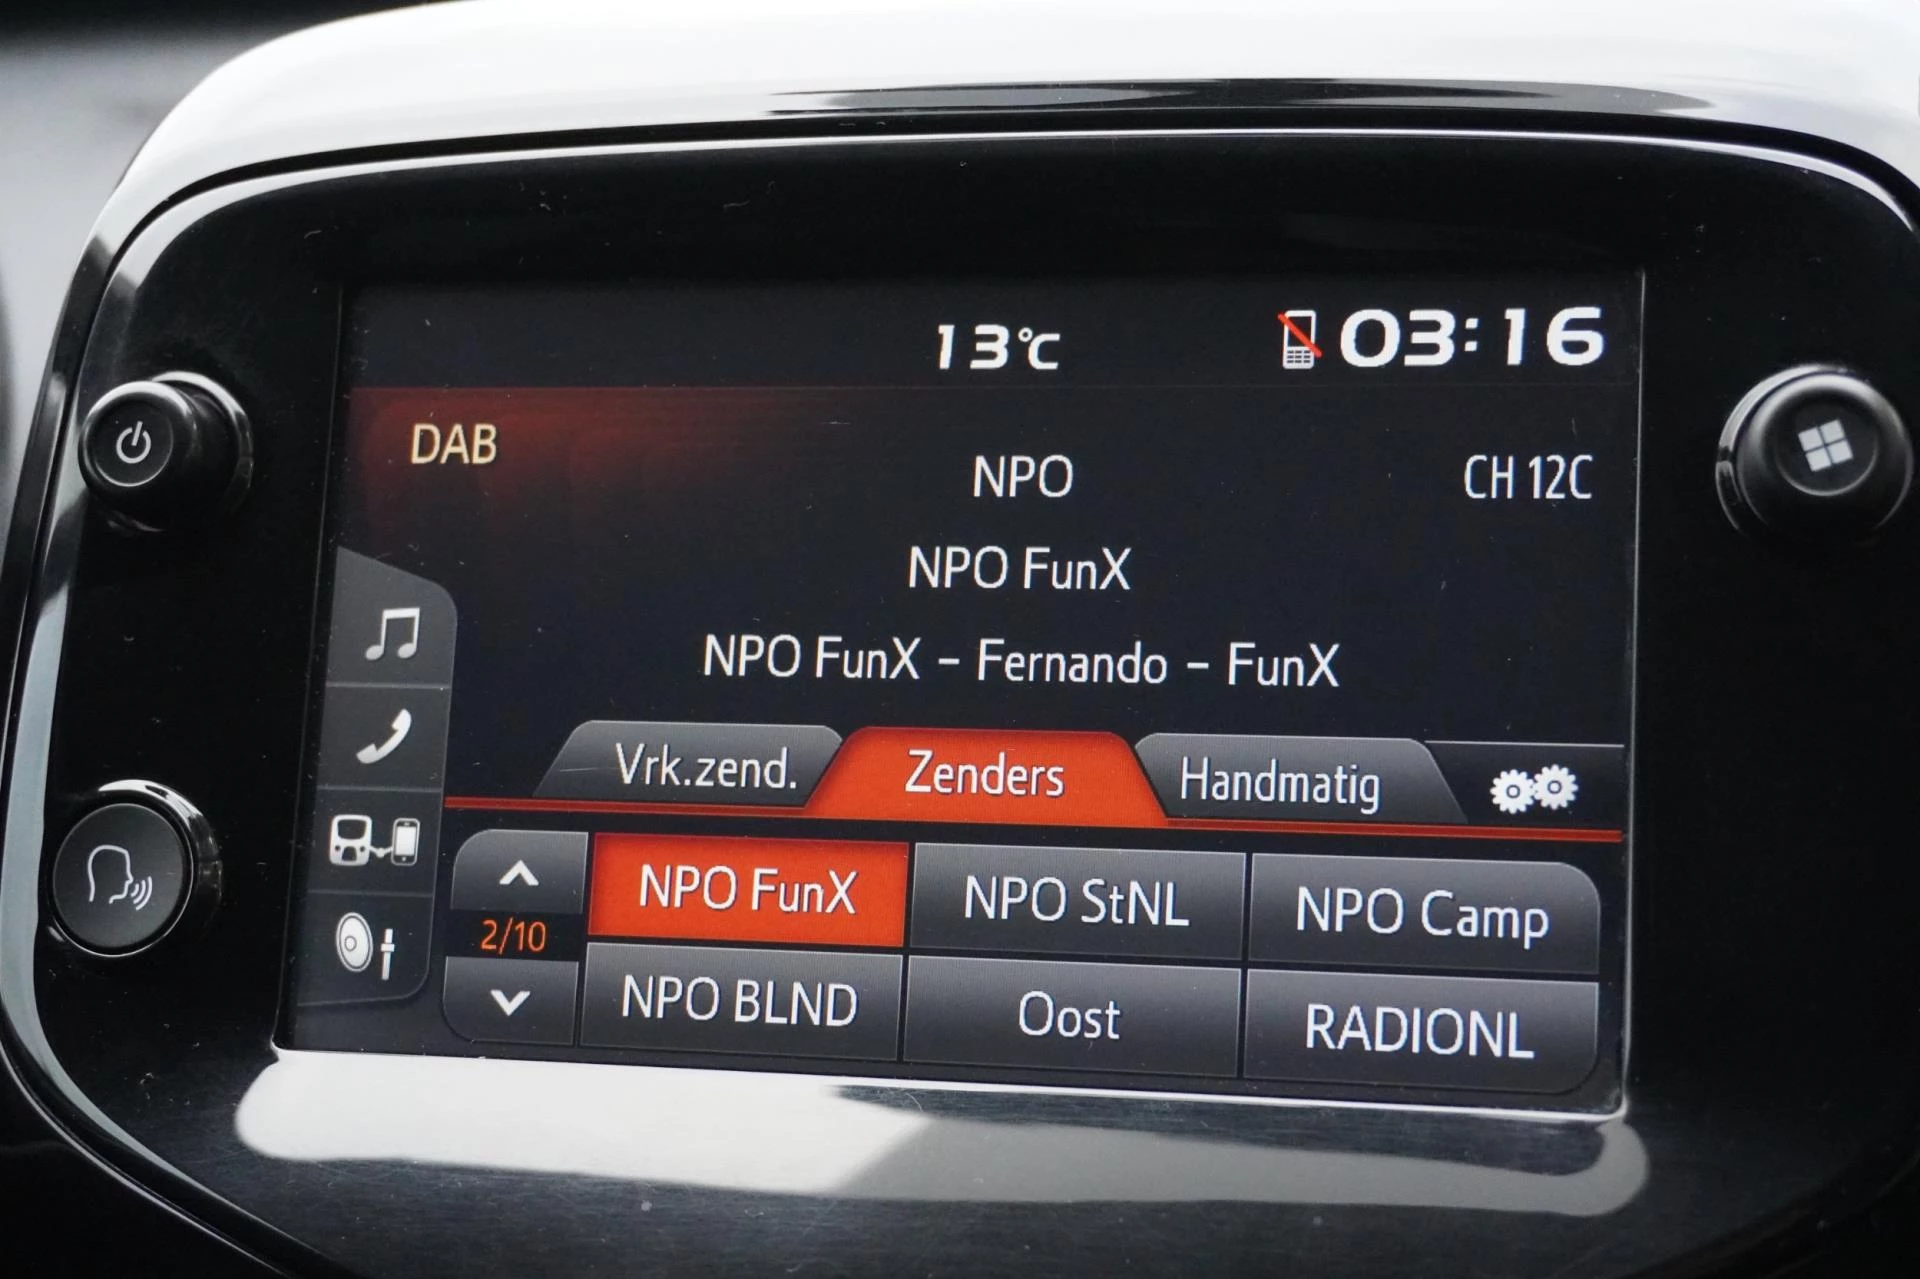 13°C 03:16
DAB
NPO CH 12C
NPO FunX
NPO FunX - Fernando - FunX
Vrk.zend. Zenders Handmatig
NPO FunX NPO StNL NPO Camp
2/10
NPO BLND Oost RADIONL